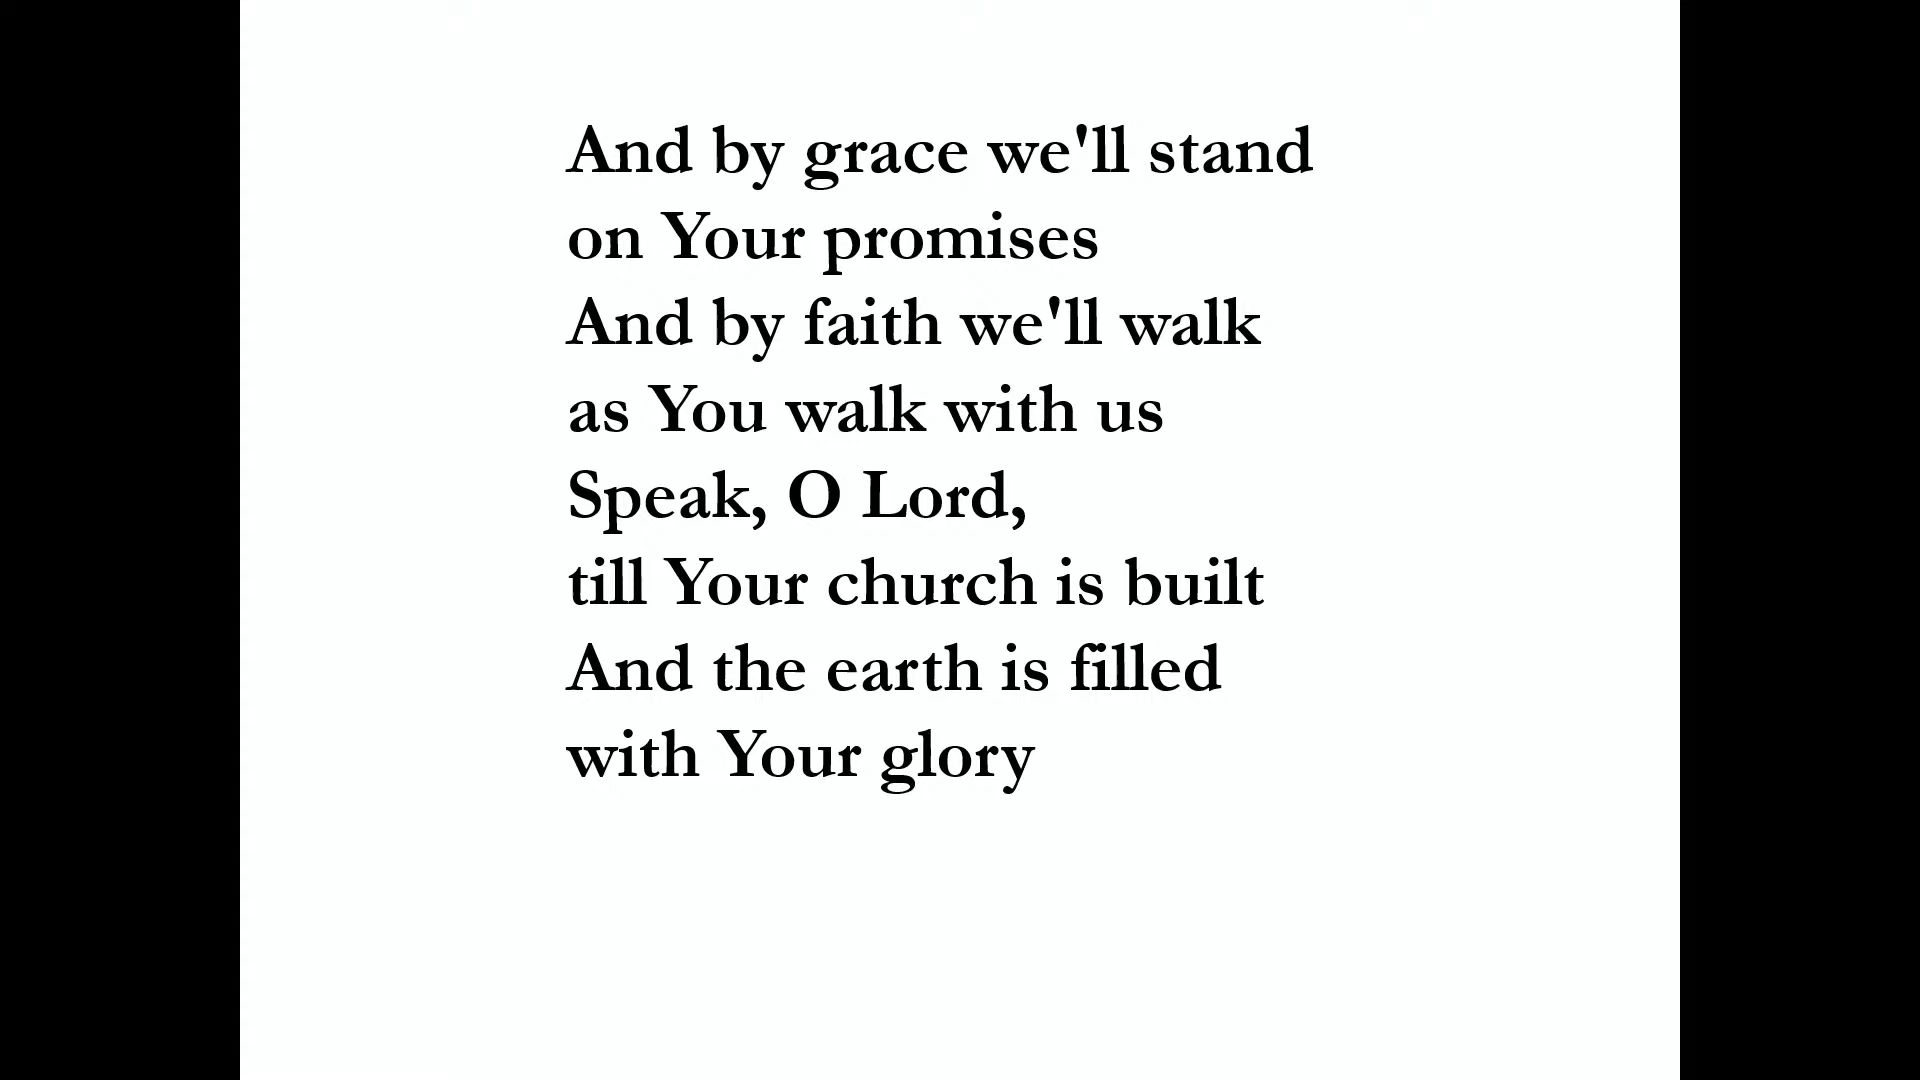 And by grace we'll stand
on Your promises
And by faith we'll walk
as You walk with us
Speak, O Lord,
till Your church is built
And the earth is filled
with Your glory